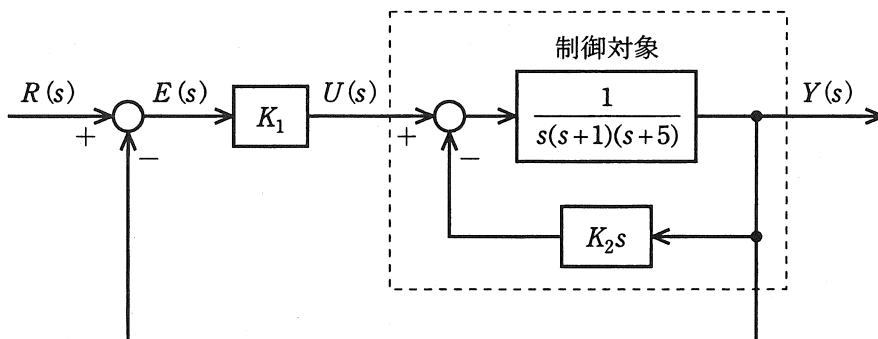 制御対象
R(s)
E(s)
K₁
U(s)
1
s(s+1)(s+5)
Y(s)
+
−
+
−
K₂s